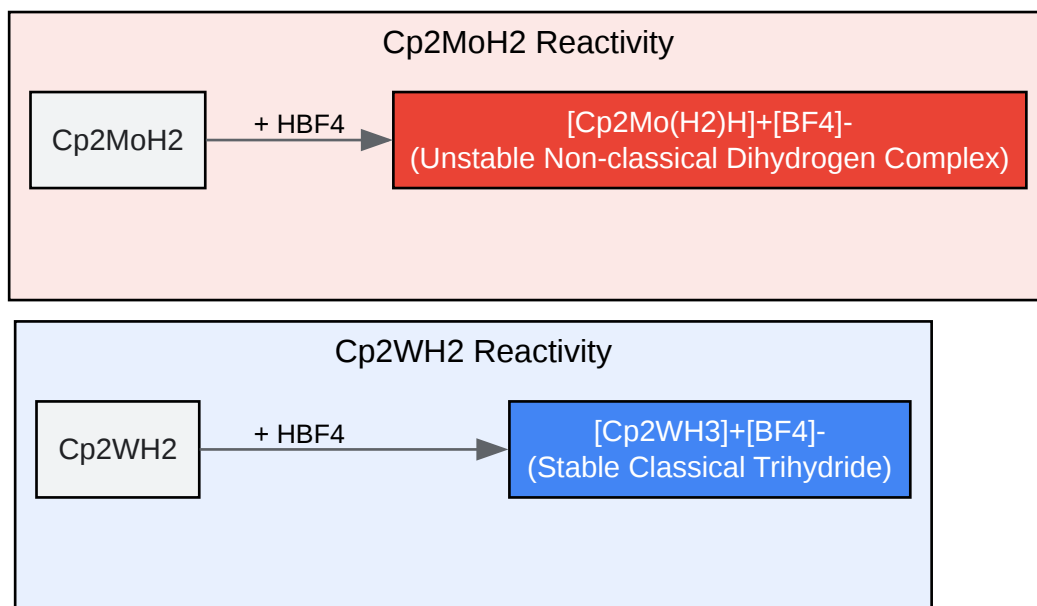 Cp2MoH2 Reactivity
Cp2MoH2
+ HBF4
[Cp2Mo(H2)H]+[BF4]-
(Unstable Non-classical Dihydrogen Complex)
Cp2WH2 Reactivity
Cp2WH2
+ HBF4
[Cp2WH3]+[BF4]-
(Stable Classical Trihydride)